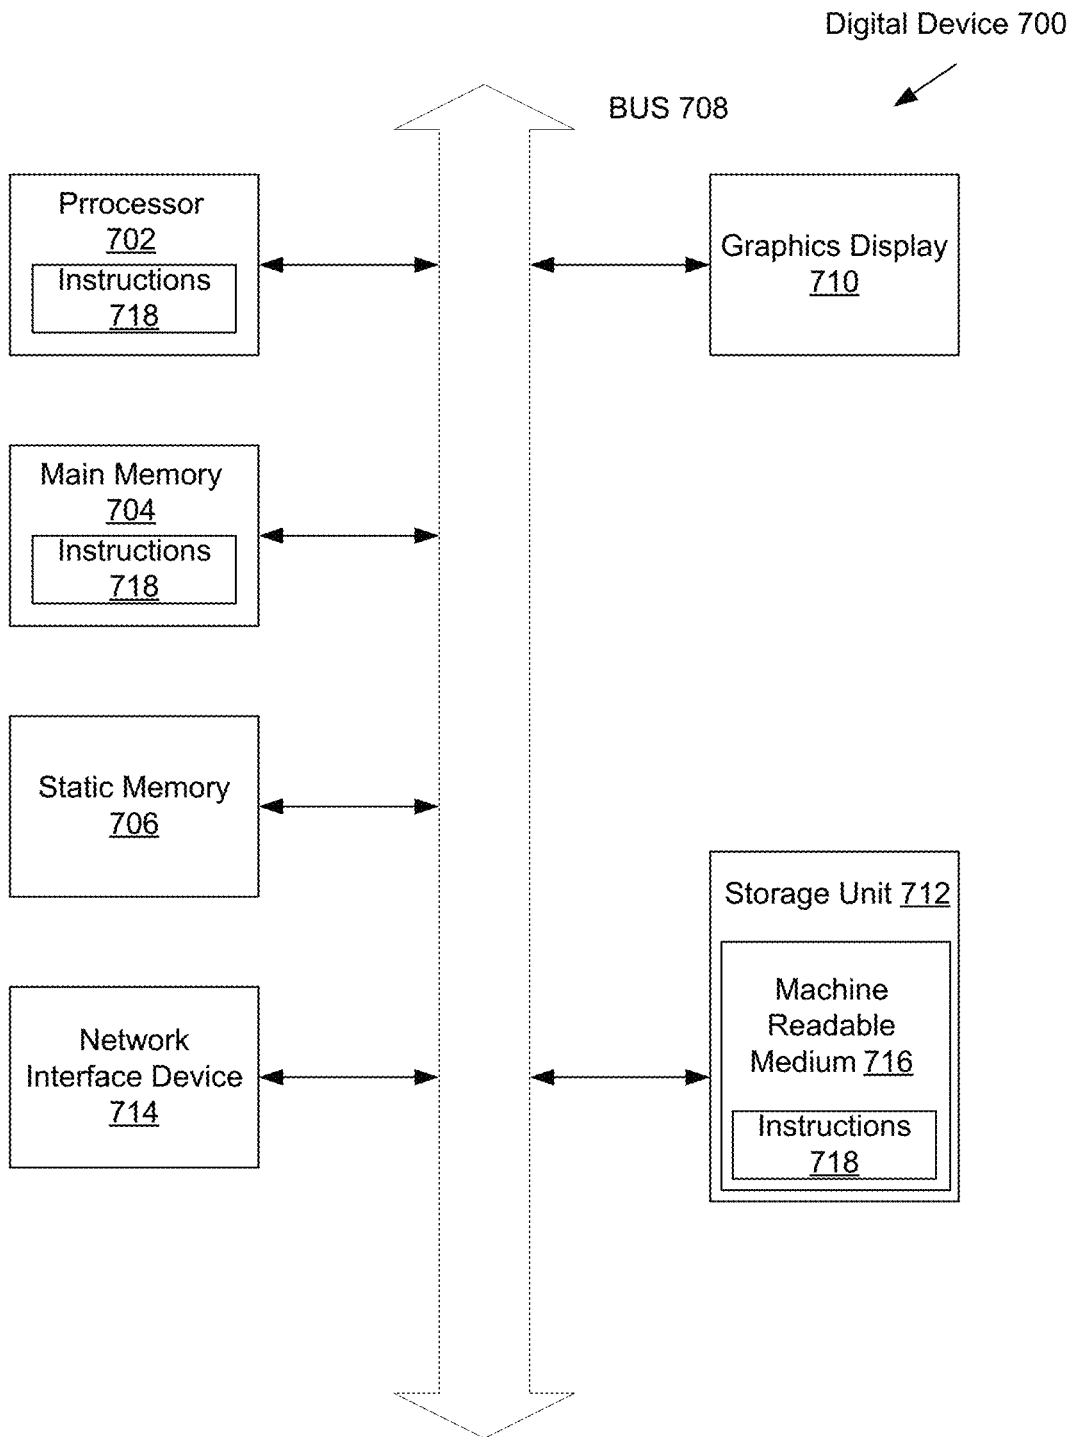 Digital Device 700
BUS 708
Prrocessor
702
Instructions
718
Graphics Display
710
Main Memory
704
Instructions
718
Static Memory
706
Storage Unit 712
Machine
Readable
Medium 716
Instructions
718
Network
Interface Device
714